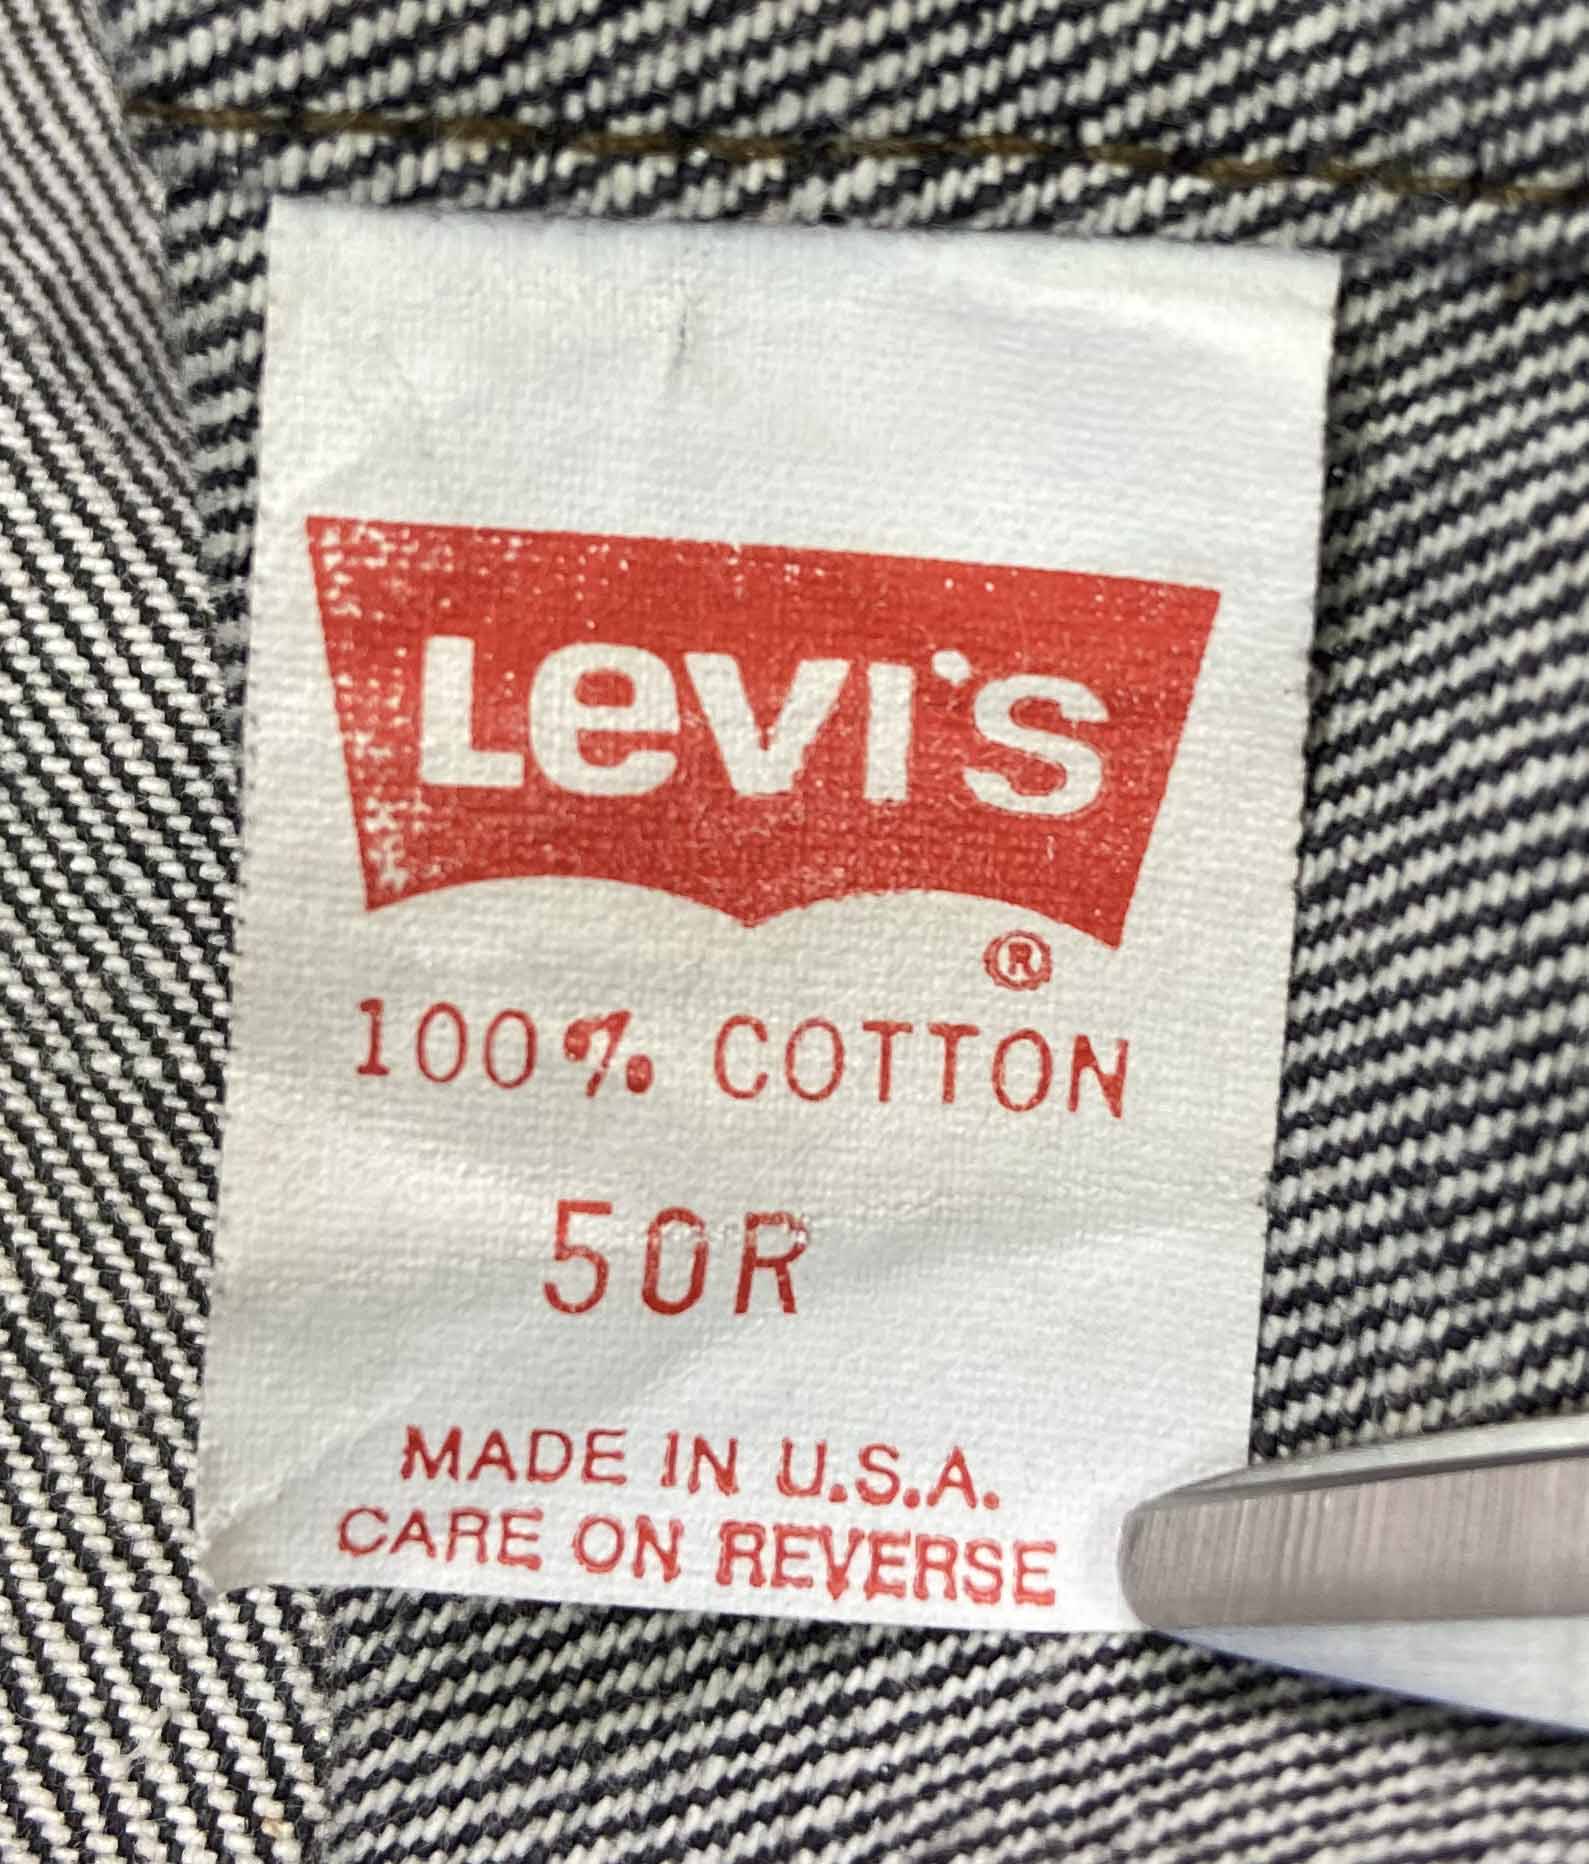 Levi's
®
100% COTTON
50R
MADE IN U.S.A.
CARE ON REVERSE